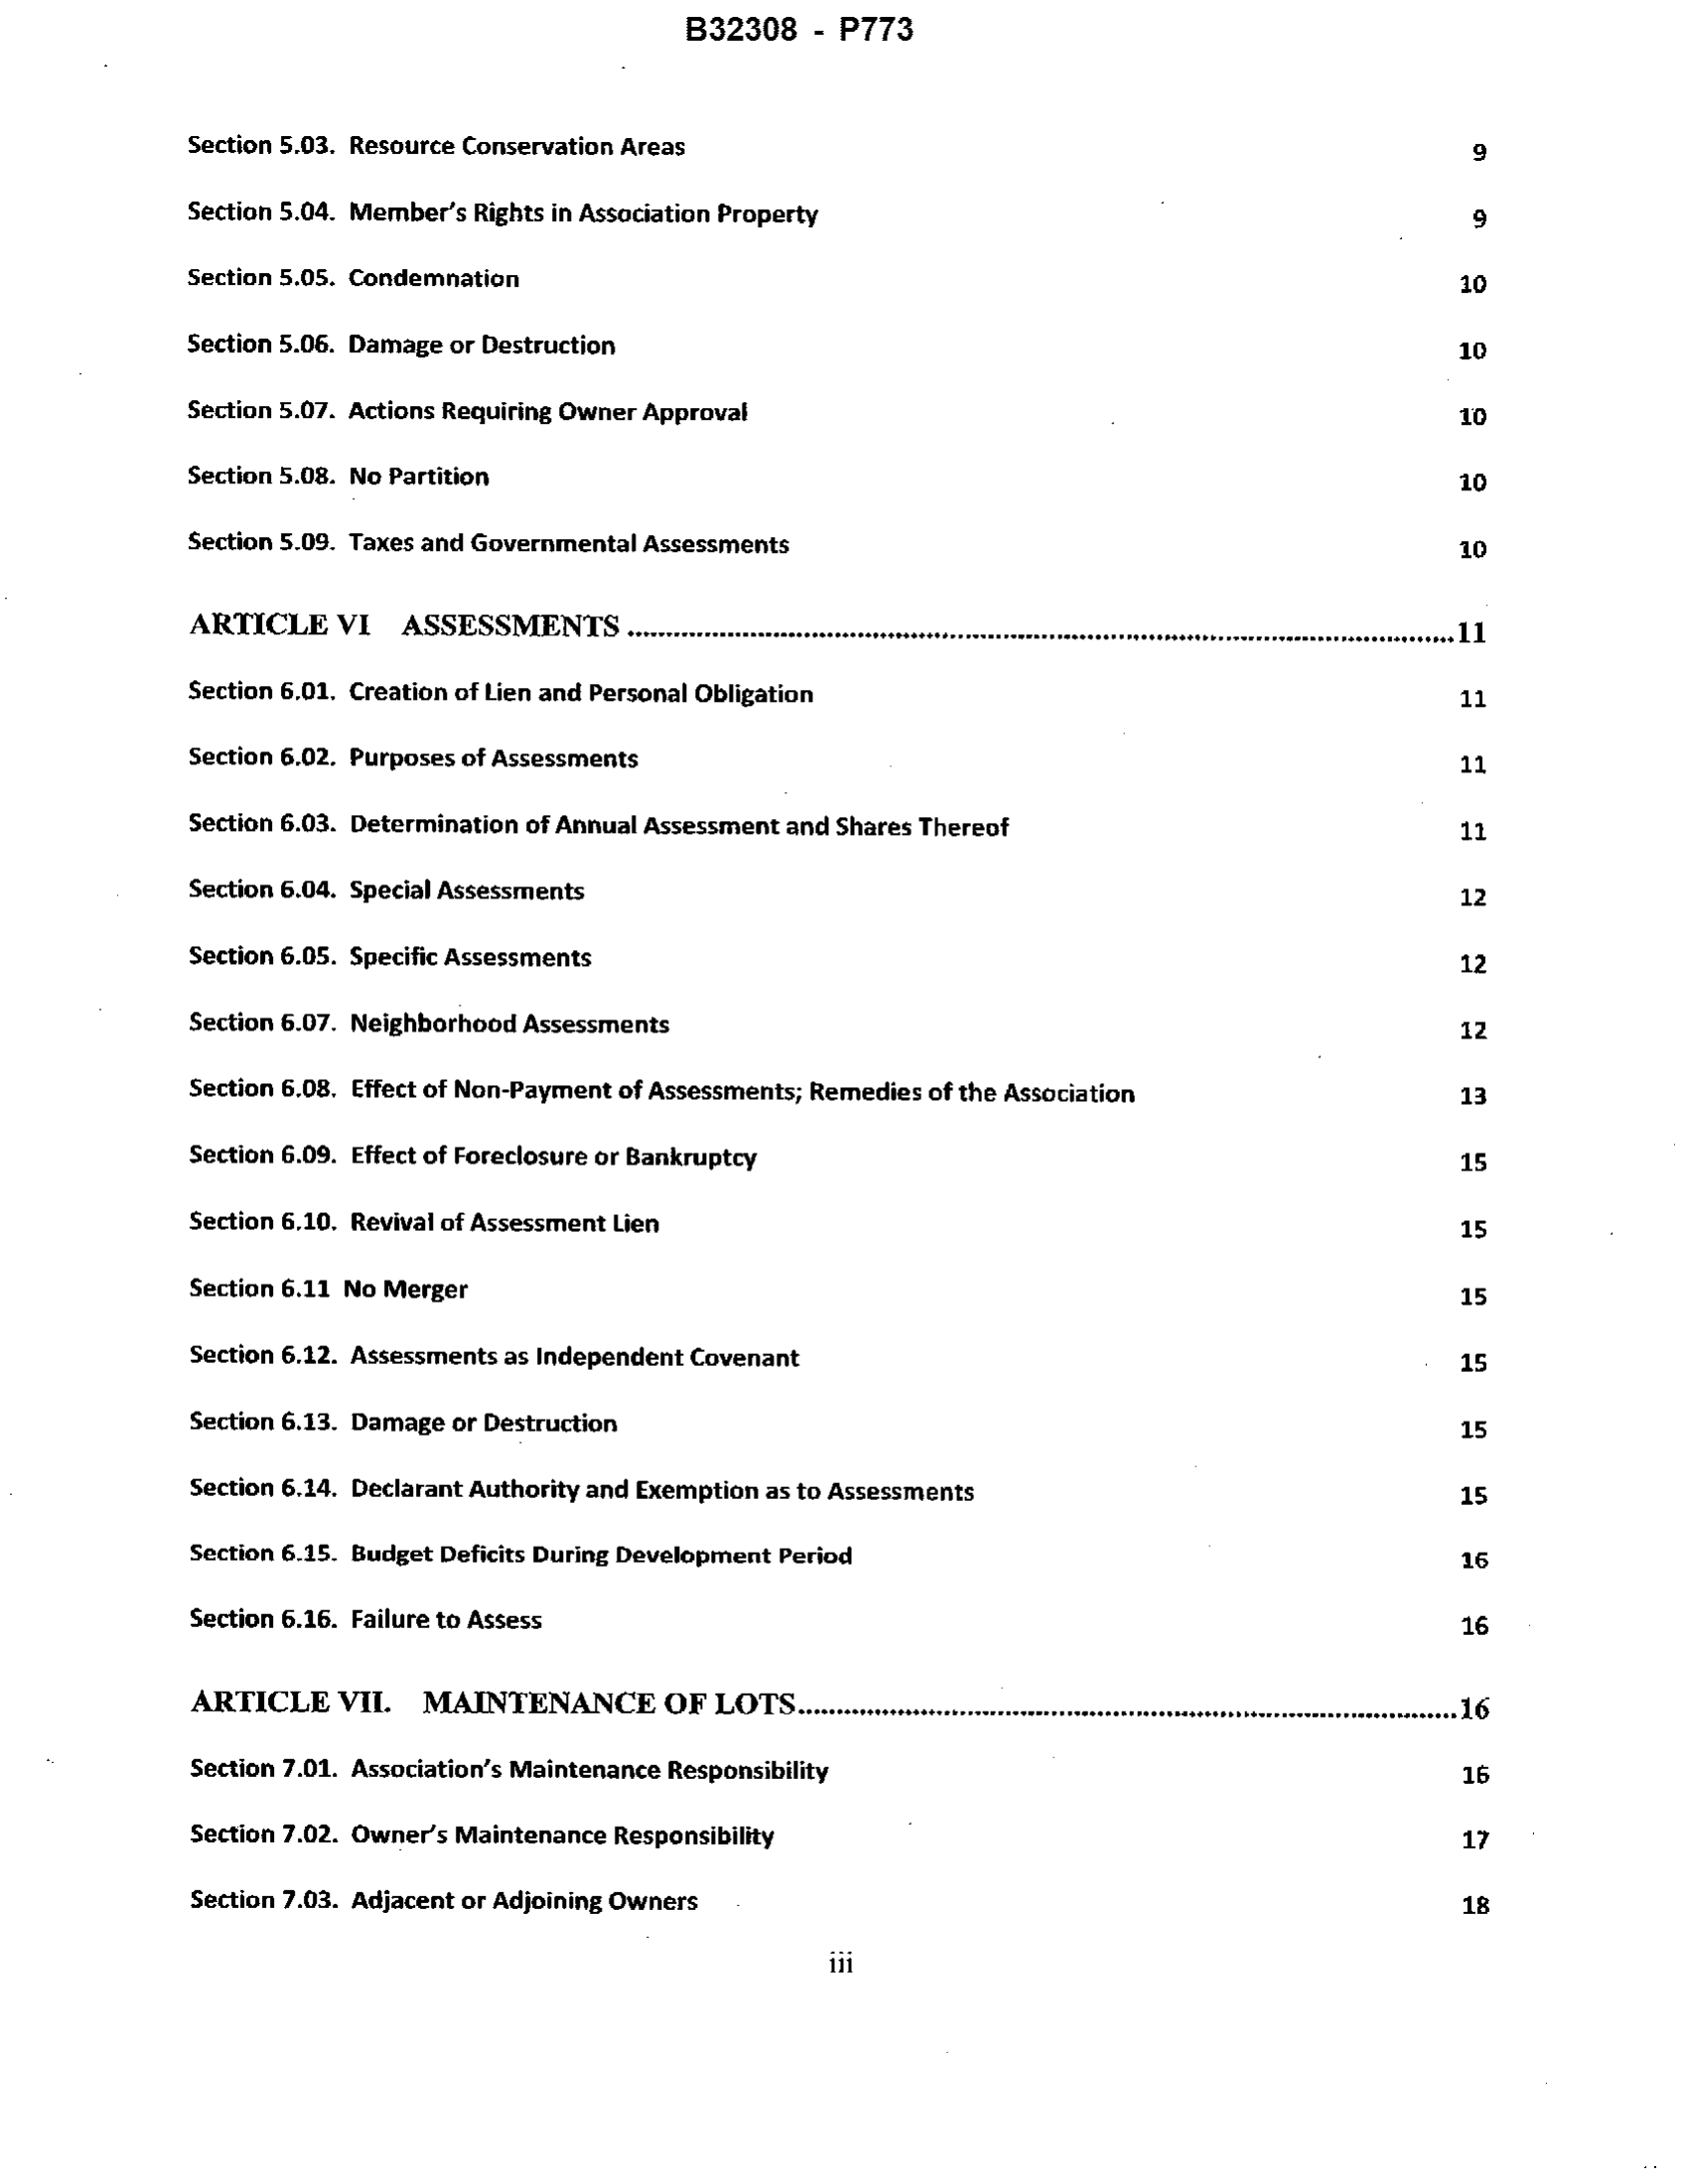 B32308 - P773
Section 5.03. Resource Conservation Areas 9
Section 5.04. Member's Rights in Association Property 9
Section 5.05. Condemnation 10
Section 5.06. Damage or Destruction 10
Section 5.07. Actions Requiring Owner Approval 10
Section 5.08. No Partition 10
Section 5.09. Taxes and Governmental Assessments 10
ARTICLE VI ASSESSMENTS ........................................ 11
Section 6.01. Creation of Lien and Personal Obligation 11
Section 6.02. Purposes of Assessments 11
Section 6.03. Determination of Annual Assessment and Shares Thereof 11
Section 6.04. Special Assessments 12
Section 6.05. Specific Assessments 12
Section 6.07. Neighborhood Assessments 12
Section 6.08. Effect of Non-Payment of Assessments; Remedies of the Association 13
Section 6.09. Effect of Foreclosure or Bankruptcy 15
Section 6.10. Revival of Assessment Lien 15
Section 6.11 No Merger 15
Section 6.12. Assessments as Independent Covenant 15
Section 6.13. Damage or Destruction 15
Section 6.14. Declarant Authority and Exemption as to Assessments 15
Section 6.15. Budget Deficits During Development Period 16
Section 6.16. Failure to Assess 16
ARTICLE VII. MAINTENANCE OF LOTS ........................................ 16
Section 7.01. Association's Maintenance Responsibility 16
Section 7.02. Owner's Maintenance Responsibility 17
Section 7.03. Adjacent or Adjoining Owners 18
iii